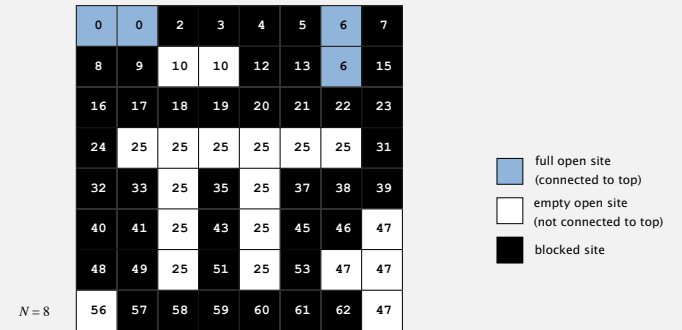 0 0 2 3 4 5 6 7
8 9 10 10 12 13 6 15
16 17 18 19 20 21 22 23
24 25 25 25 25 25 25 31
32 33 25 35 25 37 38 39
40 41 25 43 25 45 46 47
48 49 25 51 25 53 47 47
N = 8 56 57 58 59 60 61 62 47
full open site
(connected to top)
empty open site
(not connected to top)
blocked site